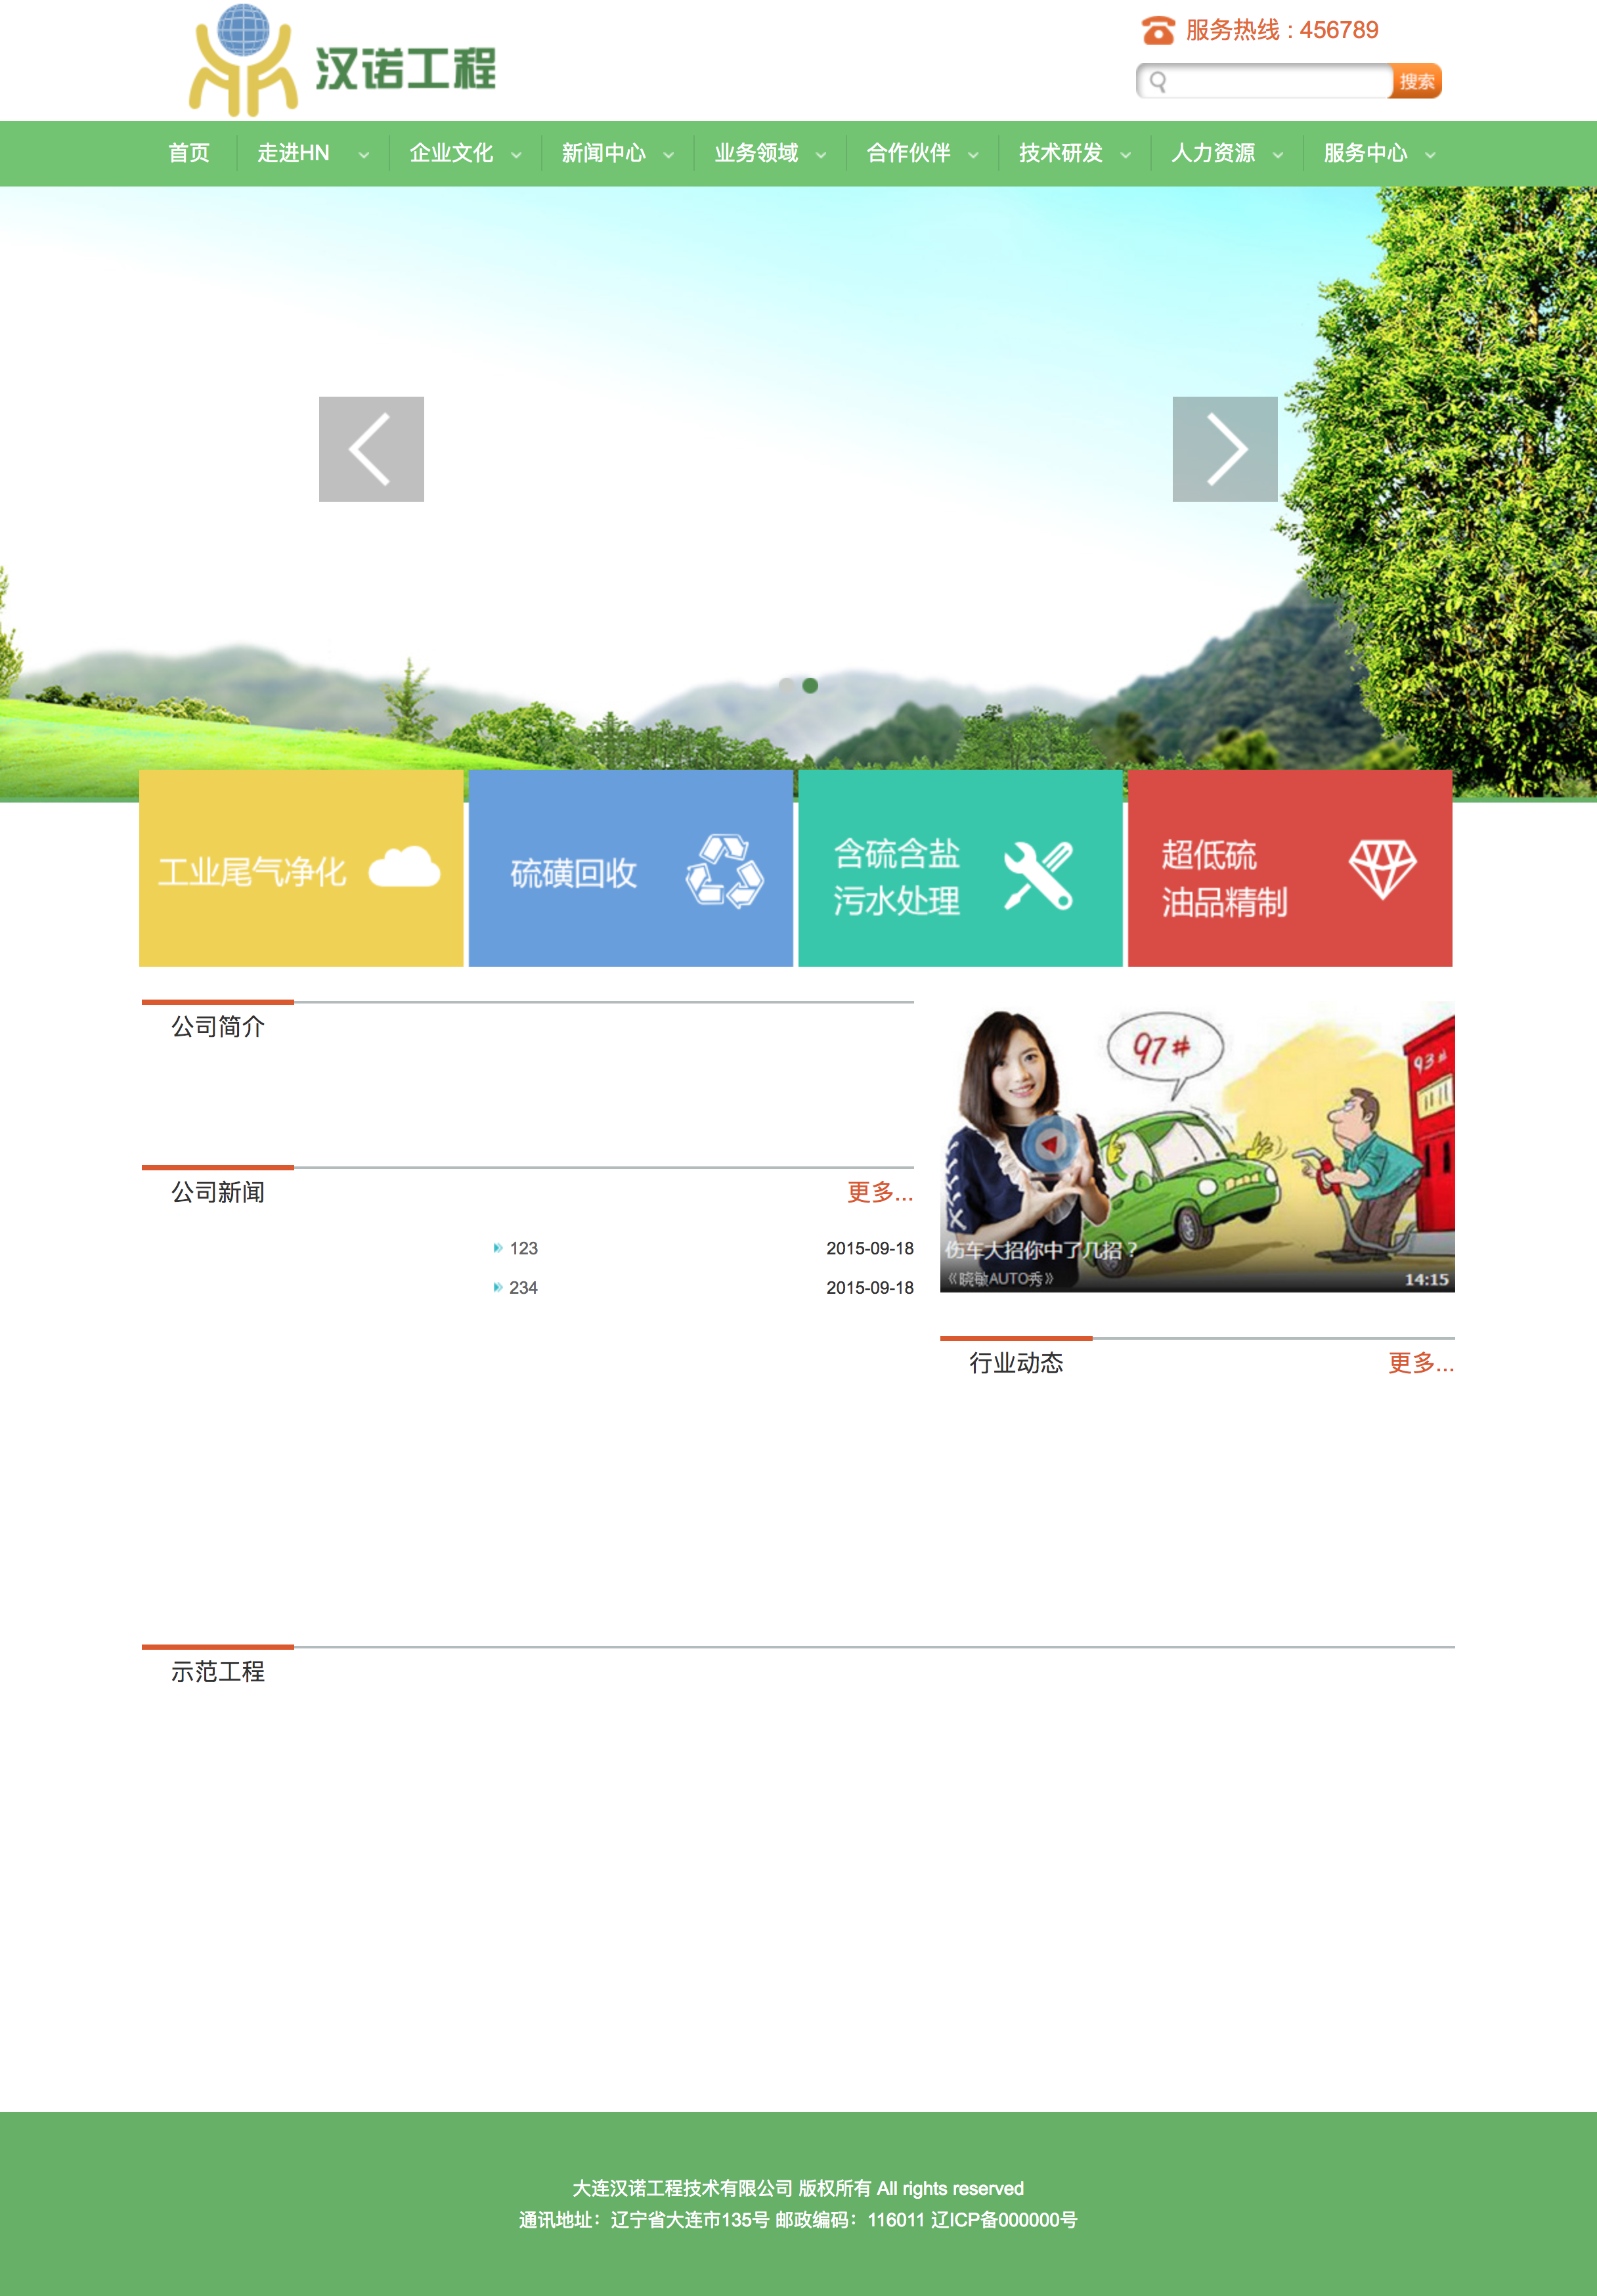 汉诺工程
服务热线 : 456789
搜索
首页
走进HN
企业文化
新闻中心
业务领域
合作伙伴
技术研发
人力资源
服务中心
工业尾气净化
硫磺回收
含硫含盐
污水处理
超低硫
油品精制
公司简介
97#
93#
伤车大招你中了几招？
《晓敏AUTO秀》
14:15
公司新闻
更多...
123
2015-09-18
234
2015-09-18
行业动态
更多...
示范工程
大连汉诺工程技术有限公司 版权所有 All rights reserved
通讯地址：辽宁省大连市135号 邮政编码：116011 辽ICP备000000号